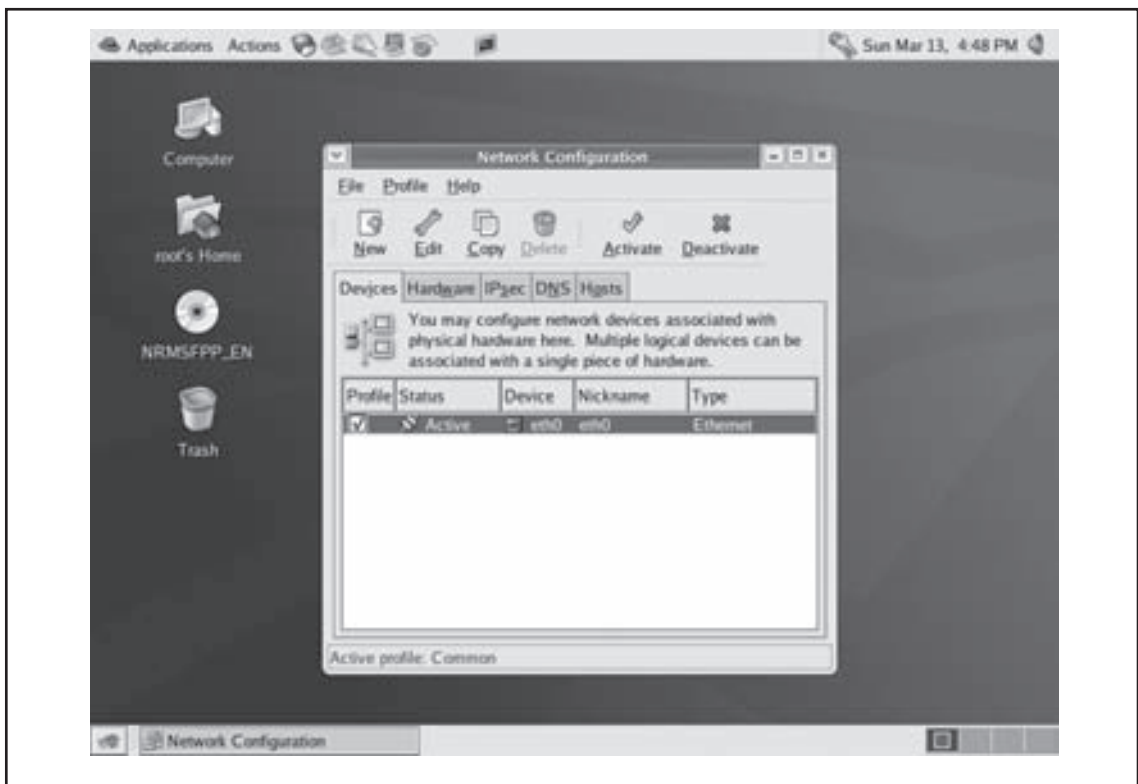 Applications Actions Sun Mar 13, 4:48 PM
Computer
root's Home
NRMSFPP_EN
Trash
Network Configuration
File Profile Help
New Edit Copy Delete Activate Deactivate
Devices Hardware IPsec DNS Hosts
You may configure network devices associated with
physical hardware here. Multiple logical devices can be
associated with a single piece of hardware.
Profile Status Device Nickname Type
Active eth0 eth0 Ethernet
Active profile: Common
Network Configuration